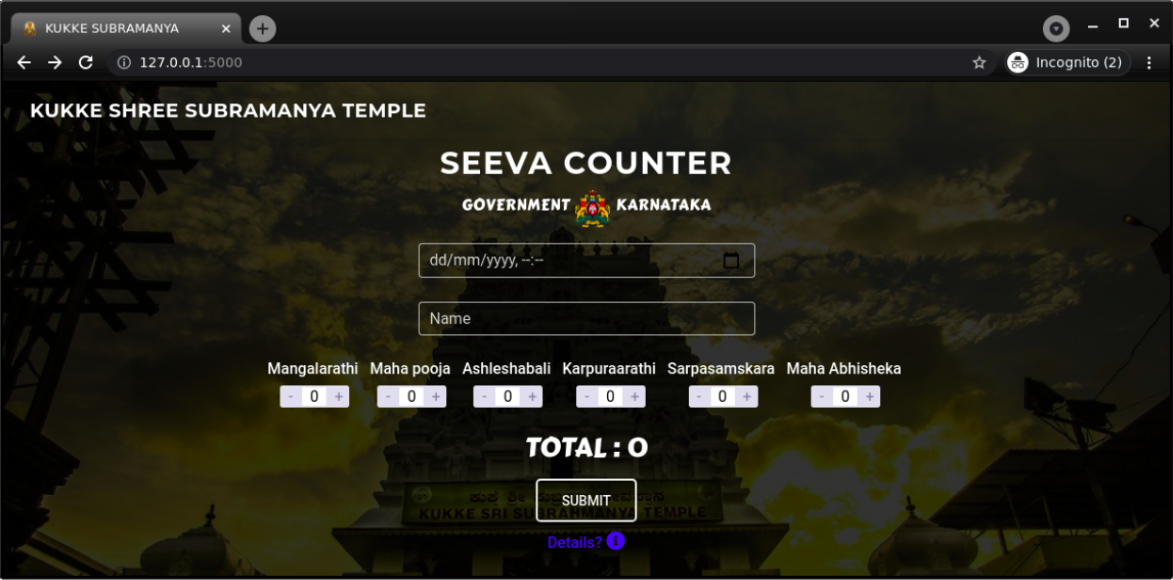 KUKKE SUBRAMANYA
127.0.0.1:5000
Incognito (2)
KUKKE SHREE SUBRAMANYA TEMPLE
SEEVA COUNTER
GOVERNMENT KARNATAKA
dd/mm/yyyy, --:--
Name
Mangalarathi Maha pooja Ashleshabali Karpuraarathi Sarpasamskara Maha Abhisheka
- 0 + - 0 + - 0 + - 0 + - 0 + - 0 +
TOTAL : 0
SUBMIT
KUKKE SRI SUBRAHMANYA TEMPLE
Details?